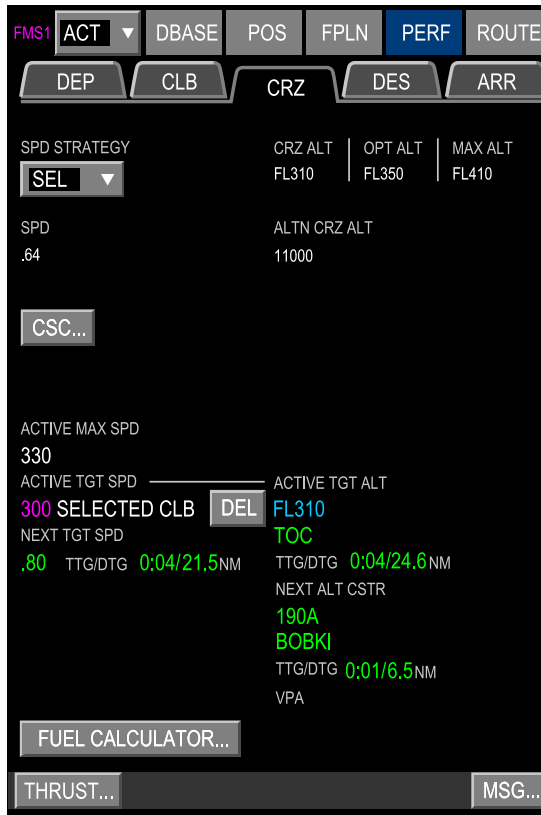 FMS1 ACT DBASE POS FPLN PERF ROUTE
DEP CLB CRZ DES ARR
SPD STRATEGY
SEL
CRZ ALT OPT ALT MAX ALT
FL310 FL350 FL410
SPD
.64
ALTN CRZ ALT
11000
CSC...
ACTIVE MAX SPD
330
ACTIVE TGT SPD
300 SELECTED CLB DEL
NEXT TGT SPD
.80 TTG/DTG 0:04/21.5NM
ACTIVE TGT ALT
FL310
TOC
TTG/DTG 0:04/24.6NM
NEXT ALT CSTR
190A
BOBKI
TTG/DTG 0:01/6.5NM
VPA
FUEL CALCULATOR...
THRUST... MSG...